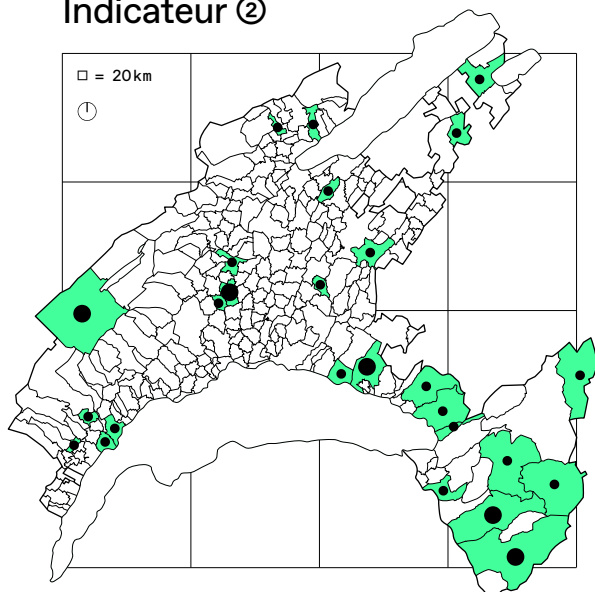 Indicateur ②
□ = 20km